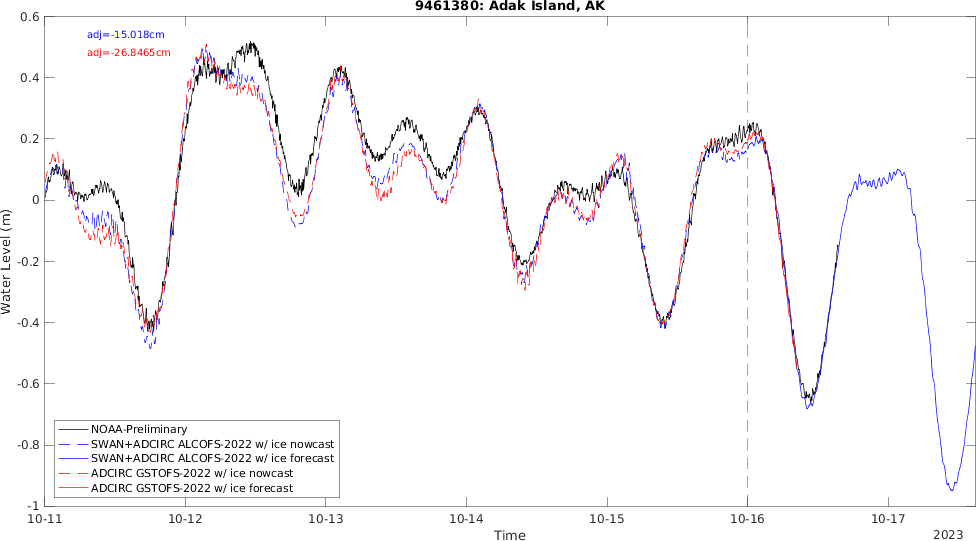 9461380: Adak Island, AK
adj=-15.018cm
adj=-26.8465cm
0.6
0.4
0.2
0
-0.2
-0.4
-0.6
-0.8
-1
Water Level (m)
NOAA-Preliminary
SWAN+ADCIRC ALCOFS-2022 w/ ice nowcast
SWAN+ADCIRC ALCOFS-2022 w/ ice forecast
ADCIRC GSTOFS-2022 w/ ice nowcast
ADCIRC GSTOFS-2022 w/ ice forecast
10-11 10-12 10-13 10-14 10-15 10-16 10-17
Time
2023